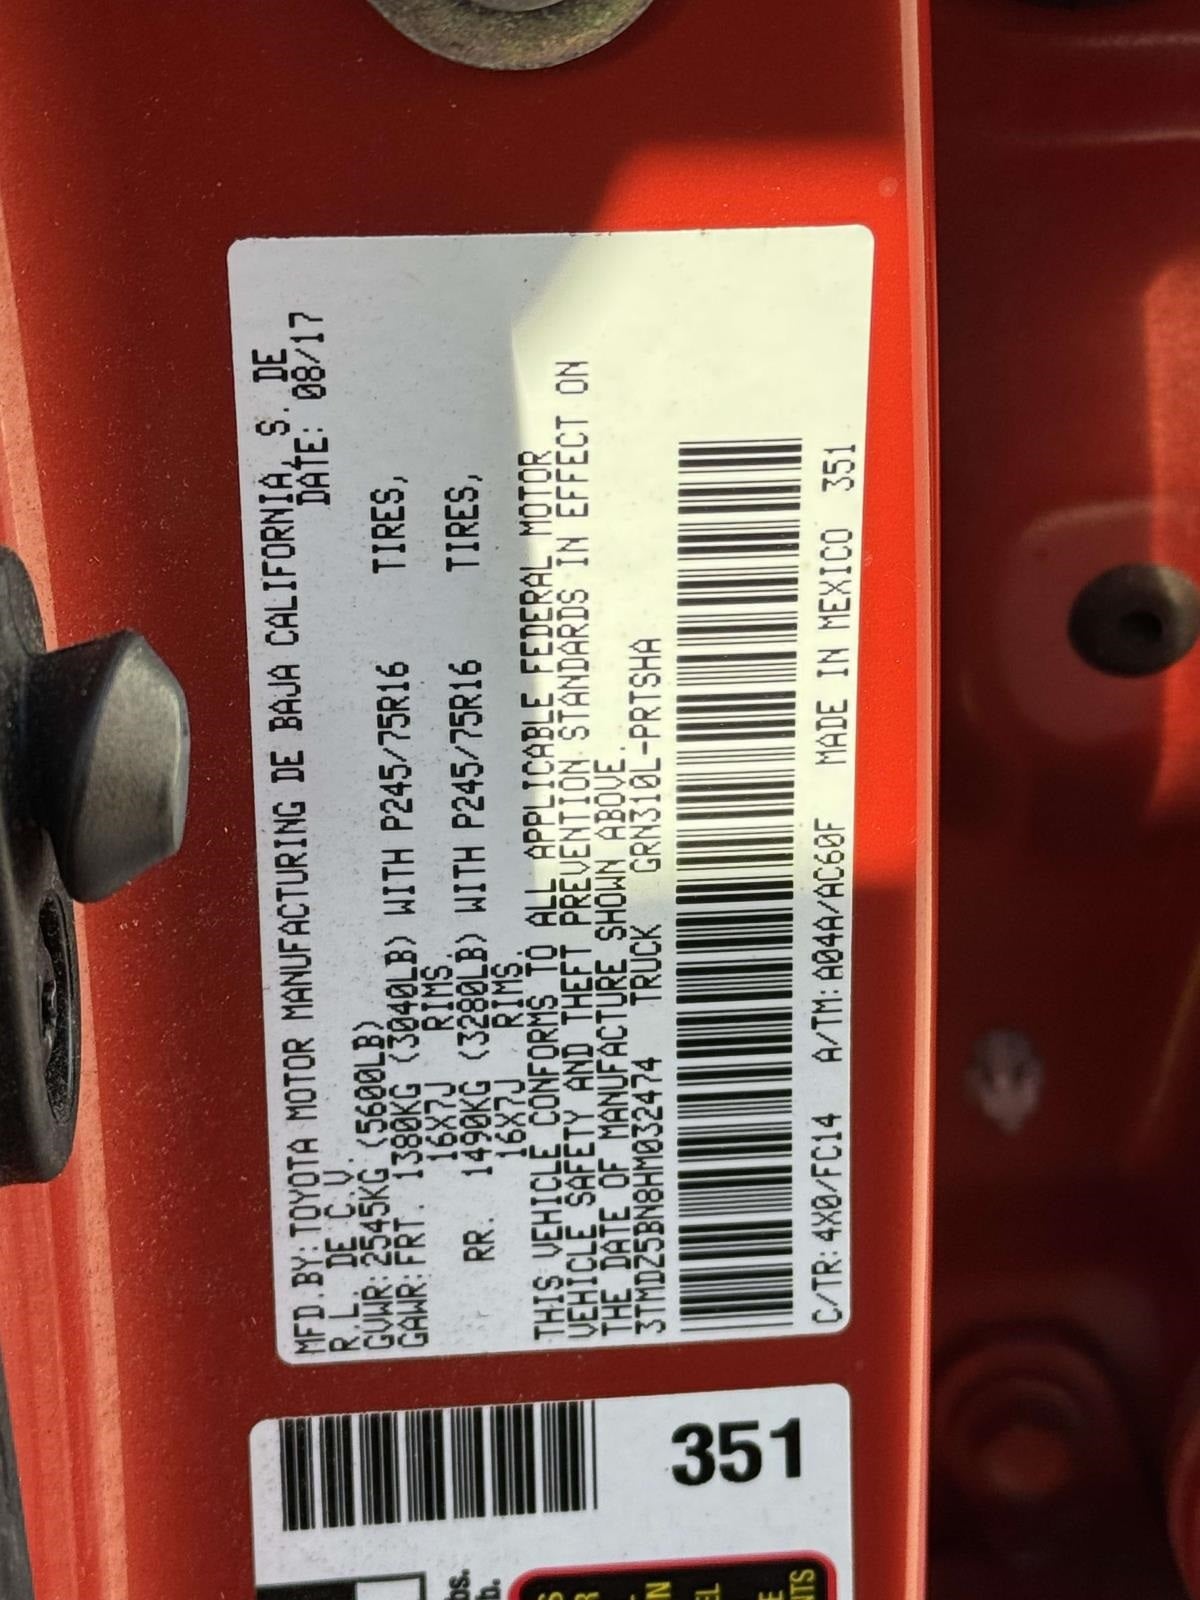 MFD.BY:TOYOTA MOTOR MANUFACTURING DE BAJA CALIFORNIA, S. DE
R.L. DE C.V. DATE: 08/17
GVWR:2545KG (5600LB)
GAWR:FRT. 1380KG (3040LB) WITH P245/75R16 TIRES,
16X7J RIMS.
RR. 1490KG (3280LB) WITH P245/75R16 TIRES,
16X7J RIMS.
THIS VEHICLE CONFORMS TO ALL APPLICABLE FEDERAL MOTOR
VEHICLE SAFETY AND THEFT PREVENTION STANDARDS IN EFFECT ON
THE DATE OF MANUFACTURE SHOWN ABOVE.
3TMDZ5BN8HM032474 TRUCK GRN310L-PRTSHA
C/TR:4X0/FC14 A/TM:A04A/AC60F MADE IN MEXICO 351
351